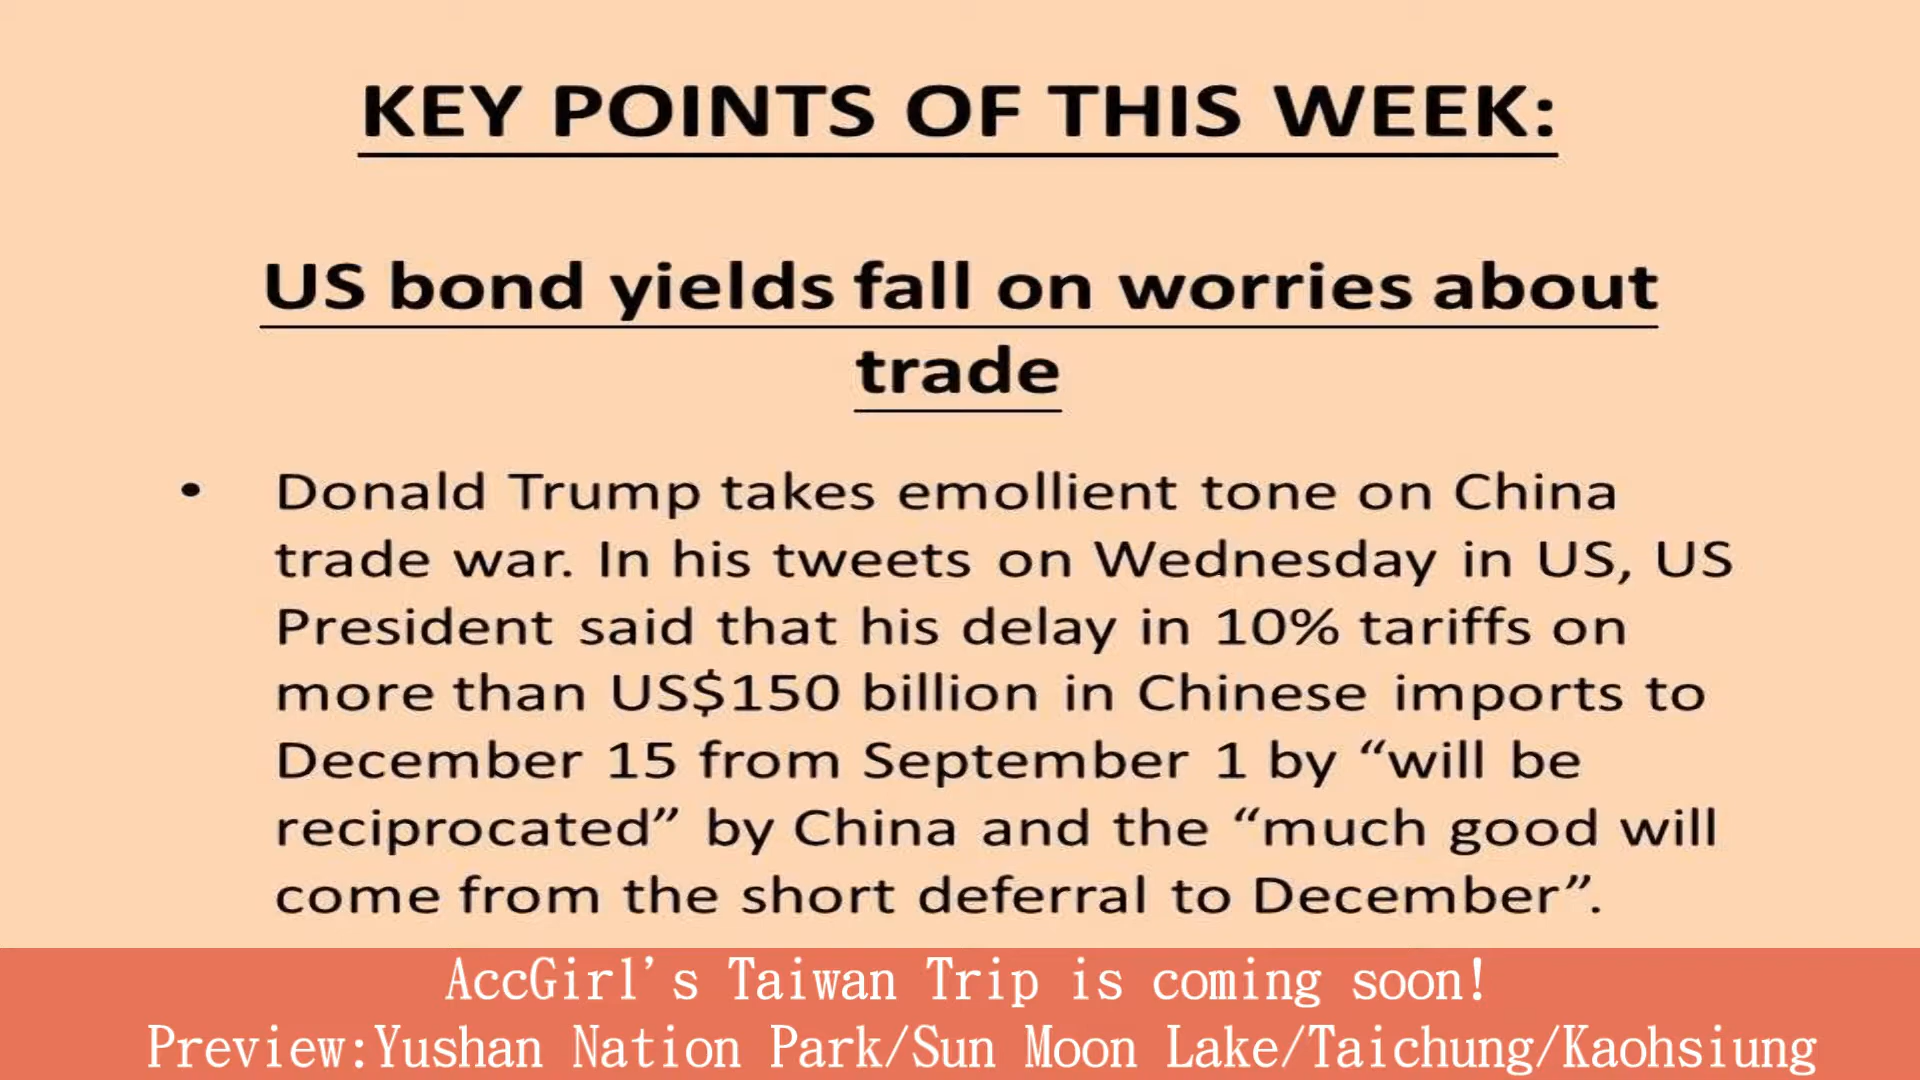 KEY POINTS OF THIS WEEK:
US bond yields fall on worries about
trade
• Donald Trump takes emollient tone on China
trade war. In his tweets on Wednesday in US, US
President said that his delay in 10% tariffs on
more than US$150 billion in Chinese imports to
December 15 from September 1 by “will be
reciprocated” by China and the “much good will
come from the short deferral to December”.
AccGirl's Taiwan Trip is coming soon!
Preview:Yushan Nation Park/Sun Moon Lake/Taichung/Kaohsiung